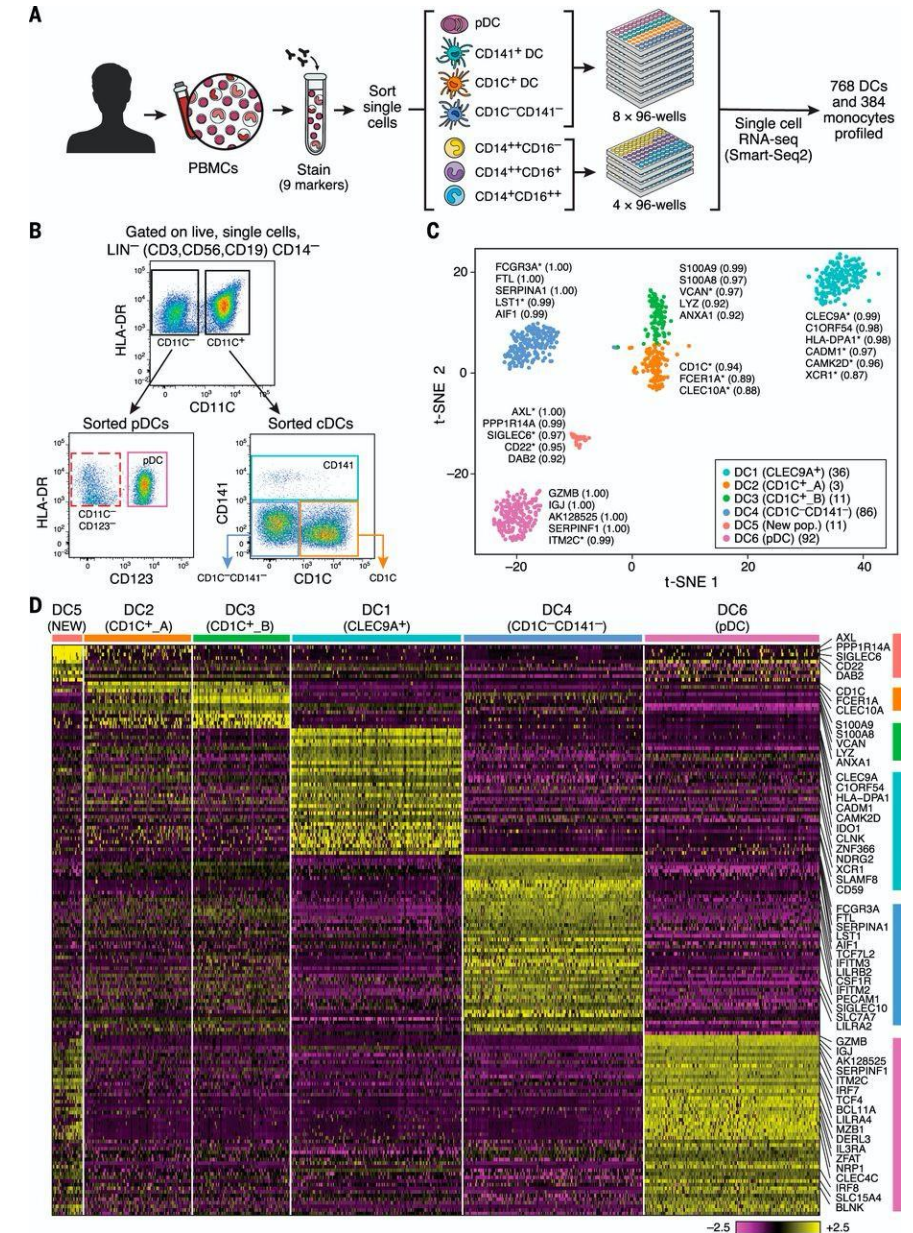 A
PBMCs
Stain
(9 markers)
Sort
single
cells
pDC
CD141+ DC
CD1C+ DC
CD1C−CD141−
CD14++CD16−
CD14++CD16+
CD14+CD16++
8 × 96-wells
4 × 96-wells
Single cell
RNA-seq
(Smart-Seq2)
768 DCs
and 384
monocytes
profiled
B
Gated on live, single cells,
LIN− (CD3,CD56,CD19) CD14−
HLA-DR
CD11C−
CD11C+
CD11C
Sorted pDCs
Sorted cDCs
HLA-DR
pDC
CD11C−
CD123−
CD123
CD141
CD141
CD1C−CD141−
CD1C
CD1C
C
t-SNE 2
20
0
−20
−20
0
20
40
t-SNE 1
FCGR3A* (1.00)
FTL (1.00)
SERPINA1 (1.00)
LST1* (0.99)
AIF1 (0.99)
S100A9 (0.99)
S100A8 (0.97)
VCAN* (0.97)
LYZ (0.92)
ANXA1 (0.92)
CLEC9A* (0.99)
C1ORF54 (0.98)
HLA-DPA1* (0.98)
CADM1* (0.97)
CAMK2D* (0.96)
XCR1* (0.87)
CD1C* (0.94)
FCER1A* (0.89)
CLEC10A* (0.88)
AXL* (1.00)
PPP1R14A (0.99)
SIGLEC6* (0.97)
CD22* (0.95)
DAB2 (0.92)
GZMB (1.00)
IGJ (1.00)
AK128525 (1.00)
SERPINF1 (1.00)
ITM2C* (0.99)
DC1 (CLEC9A+) (36)
DC2 (CD1C+_A) (3)
DC3 (CD1C+_B) (11)
DC4 (CD1C−CD141−) (86)
DC5 (New pop.) (11)
DC6 (pDC) (92)
D
DC5
(NEW)
DC2
(CD1C+_A)
DC3
(CD1C+_B)
DC1
(CLEC9A+)
DC4
(CD1C−CD141−)
DC6
(pDC)
AXL
PPP1R14A
SIGLEC6
CD22
DAB2
CD1C
FCER1A
CLEC10A
S100A9
S100A8
VCAN
LYZ
ANXA1
CLEC9A
C1ORF54
HLA−DPA1
CADM1
CAMK2D
IDO1
CLNK
ZNF366
NDRG2
XCR1
SLAMF8
CD59
FCGR3A
FTL
SERPINA1
LST1
AIF1
TCF7L2
IFITM3
LILRB2
CSF1R
IFITM2
PECAM1
SIGLEC10
SLC7A7
LILRA2
GZMB
IGJ
AK128525
SERPINF1
ITM2C
IRF7
TCF4
BCL11A
LILRA4
MZB1
DERL3
IL3RA
ZFAT
NRP1
CLEC4C
IRF8
SLC15A4
BLNK
−2.5
+2.5